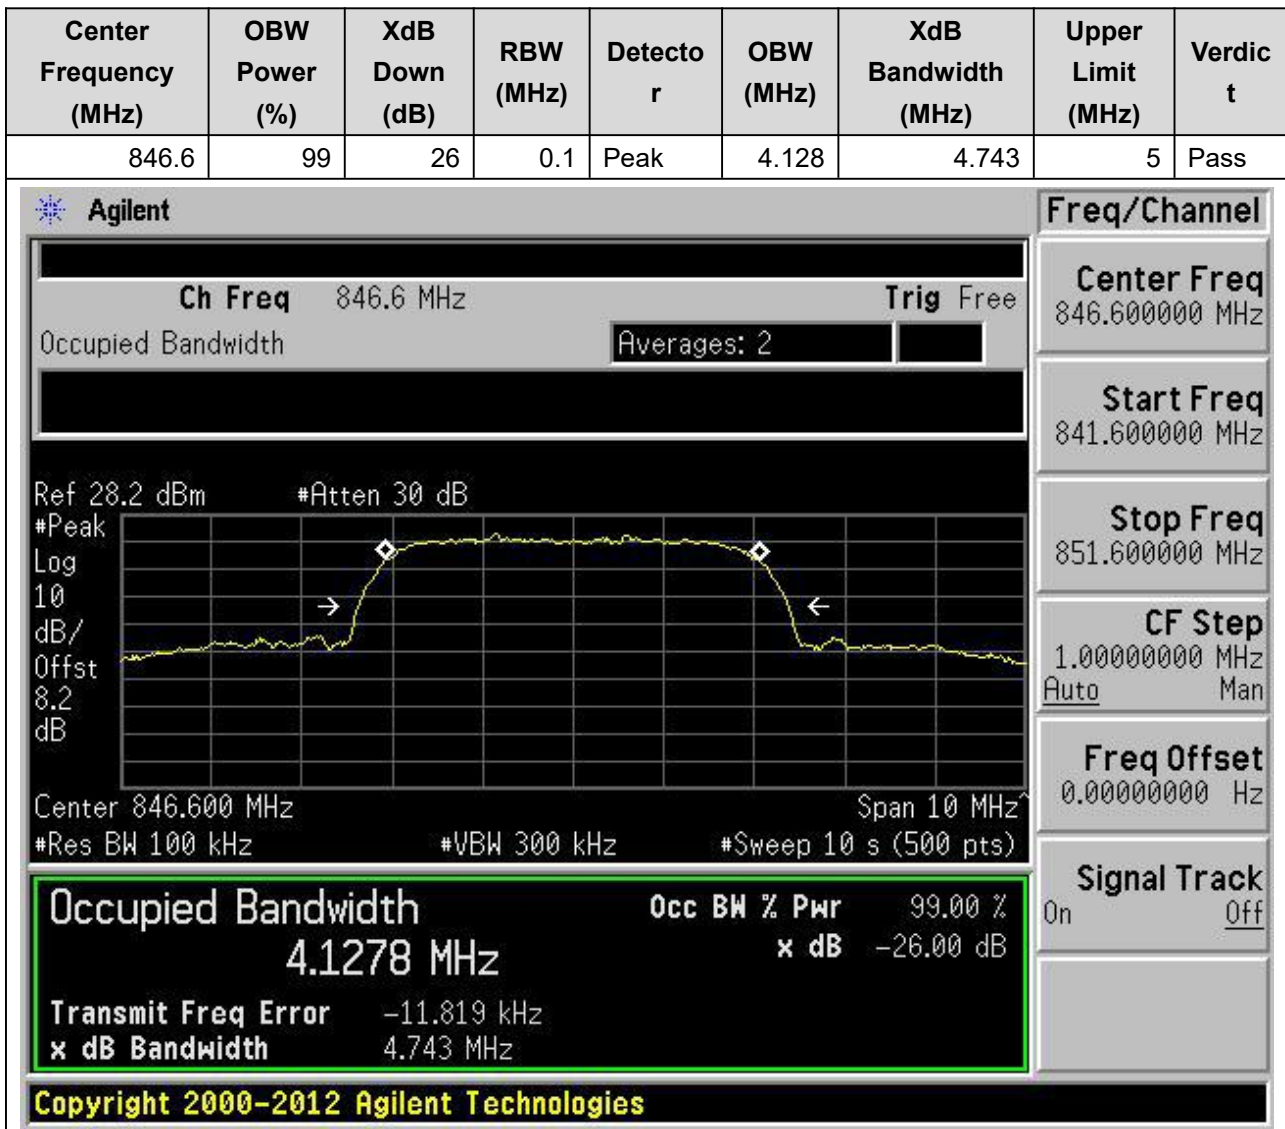 Center Frequency (MHz) OBW Power (%) XdB Down (dB) RBW (MHz) Detector OBW (MHz) XdB Bandwidth (MHz) Upper Limit (MHz) Verdict
846.6 99 26 0.1 Peak 4.128 4.743 5 Pass
Agilent
Freq/Channel
Ch Freq 846.6 MHz Trig Free
Occupied Bandwidth Averages: 2
Ref 28.2 dBm #Atten 30 dB
#Peak
Log
10
dB/
Offst
8.2
dB
Center 846.600 MHz Span 10 MHz^
#Res BW 100 kHz #VBW 300 kHz #Sweep 10 s (500 pts)
Occupied Bandwidth Occ BW % Pwr 99.00 %
4.1278 MHz x dB -26.00 dB
Transmit Freq Error -11.819 kHz
x dB Bandwidth 4.743 MHz
Center Freq
846.600000 MHz
Start Freq
841.600000 MHz
Stop Freq
851.600000 MHz
CF Step
1.00000000 MHz
Auto Man
Freq Offset
0.00000000 Hz
Signal Track
On Off
Copyright 2000-2012 Agilent Technologies